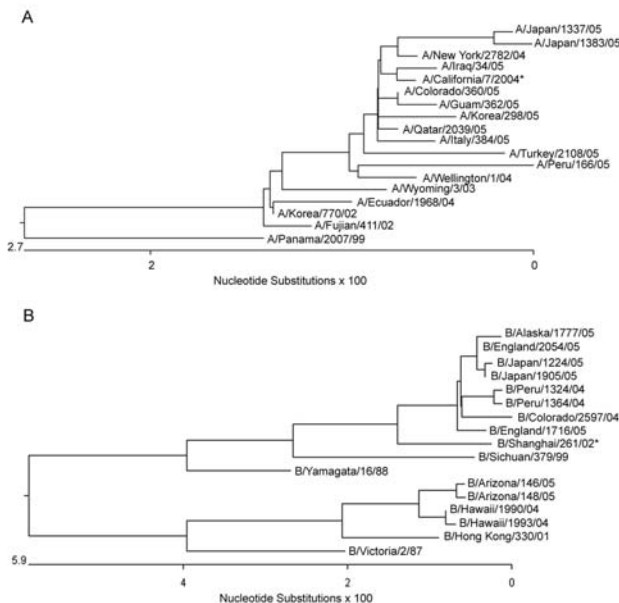 A
A/Japan/1337/05
A/Japan/1383/05
A/New York/2782/04
A/Iraq/34/05
A/California/7/2004*
A/Colorado/360/05
A/Guam/362/05
A/Korea/298/05
A/Qatar/2039/05
A/Italy/384/05
A/Turkey/2108/05
A/Peru/166/05
A/Wellington/1/04
A/Wyoming/3/03
A/Ecuador/1968/04
A/Korea/770/02
A/Fujian/411/02
A/Panama/2007/99
2.7
2 0
Nucleotide Substitutions x 100
B
B/Alaska/1777/05
B/England/2054/05
B/Japan/1224/05
B/Japan/1905/05
B/Peru/1324/04
B/Peru/1364/04
B/Colorado/2597/04
B/England/1716/05
B/Shanghai/261/02*
B/Sichuan/379/99
B/Yamagata/16/88
B/Arizona/146/05
B/Arizona/148/05
B/Hawaii/1990/04
B/Hawaii/1993/04
B/Hong Kong/330/01
B/Victoria/2/87
5.9
4 2 0
Nucleotide Substitutions x 100